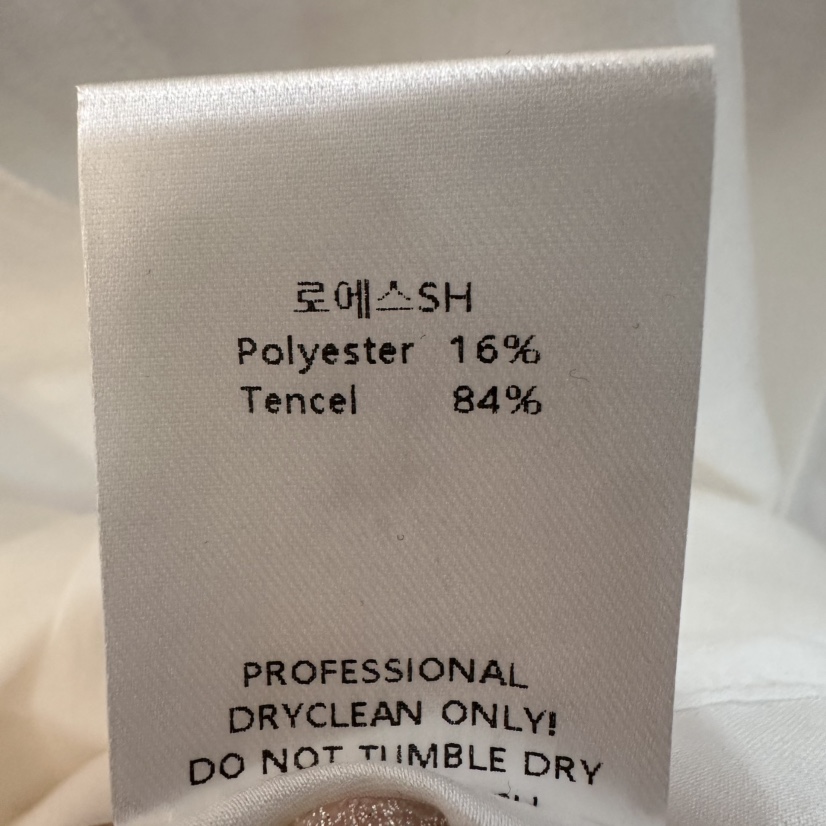 로에스SH
Polyester 16%
Tencel 84%
PROFESSIONAL
DRYCLEAN ONLY!
DO NOT TUMBLE DRY